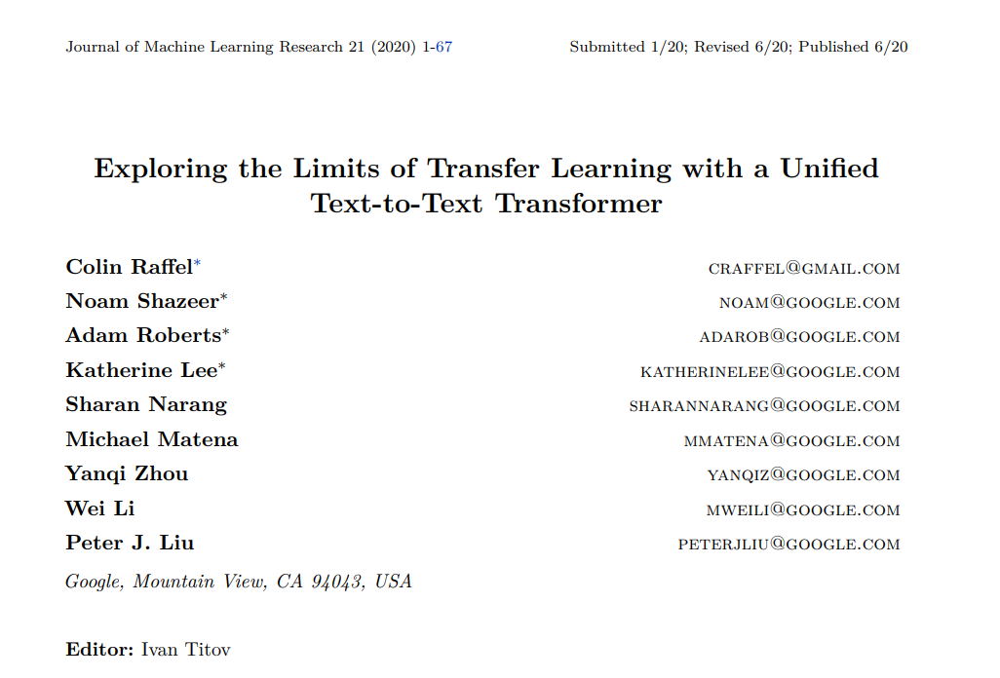 Journal of Machine Learning Research 21 (2020) 1-67 Submitted 1/20; Revised 6/20; Published 6/20
Exploring the Limits of Transfer Learning with a Unified
Text-to-Text Transformer
Colin Raffel* CRAFFEL@GMAIL.COM
Noam Shazeer* NOAM@GOOGLE.COM
Adam Roberts* ADAROB@GOOGLE.COM
Katherine Lee* KATHERINELEE@GOOGLE.COM
Sharan Narang SHARANNARANG@GOOGLE.COM
Michael Matena MMATENA@GOOGLE.COM
Yanqi Zhou YANQIZ@GOOGLE.COM
Wei Li MWEILI@GOOGLE.COM
Peter J. Liu PETERJLIU@GOOGLE.COM
Google, Mountain View, CA 94043, USA
Editor: Ivan Titov